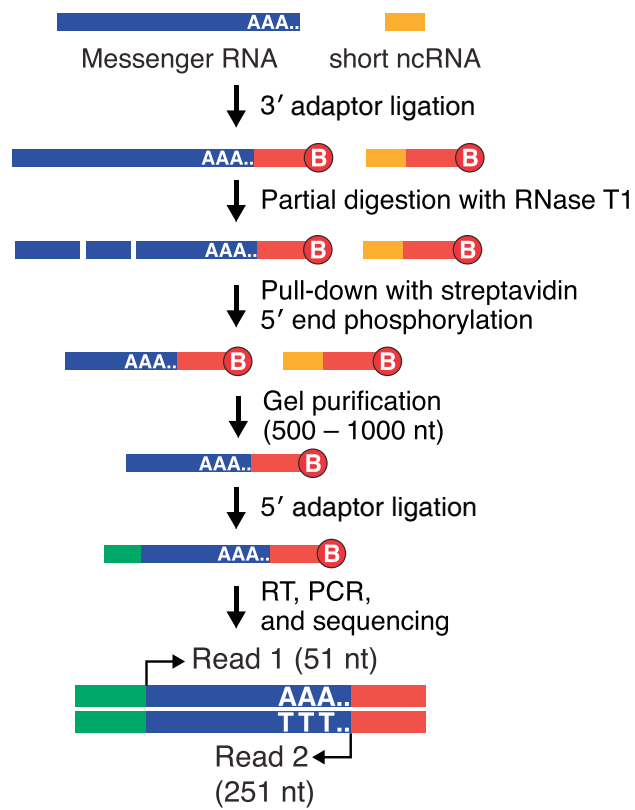 AAA..
Messenger RNA
short ncRNA
3′ adaptor ligation
AAA.. B
B
Partial digestion with RNase T1
AAA.. B
B
Pull-down with streptavidin
5′ end phosphorylation
AAA.. B
B
Gel purification
(500 – 1000 nt)
AAA.. B
5′ adaptor ligation
AAA.. B
RT, PCR,
and sequencing
Read 1 (51 nt)
AAA..
TTT..
Read 2
(251 nt)